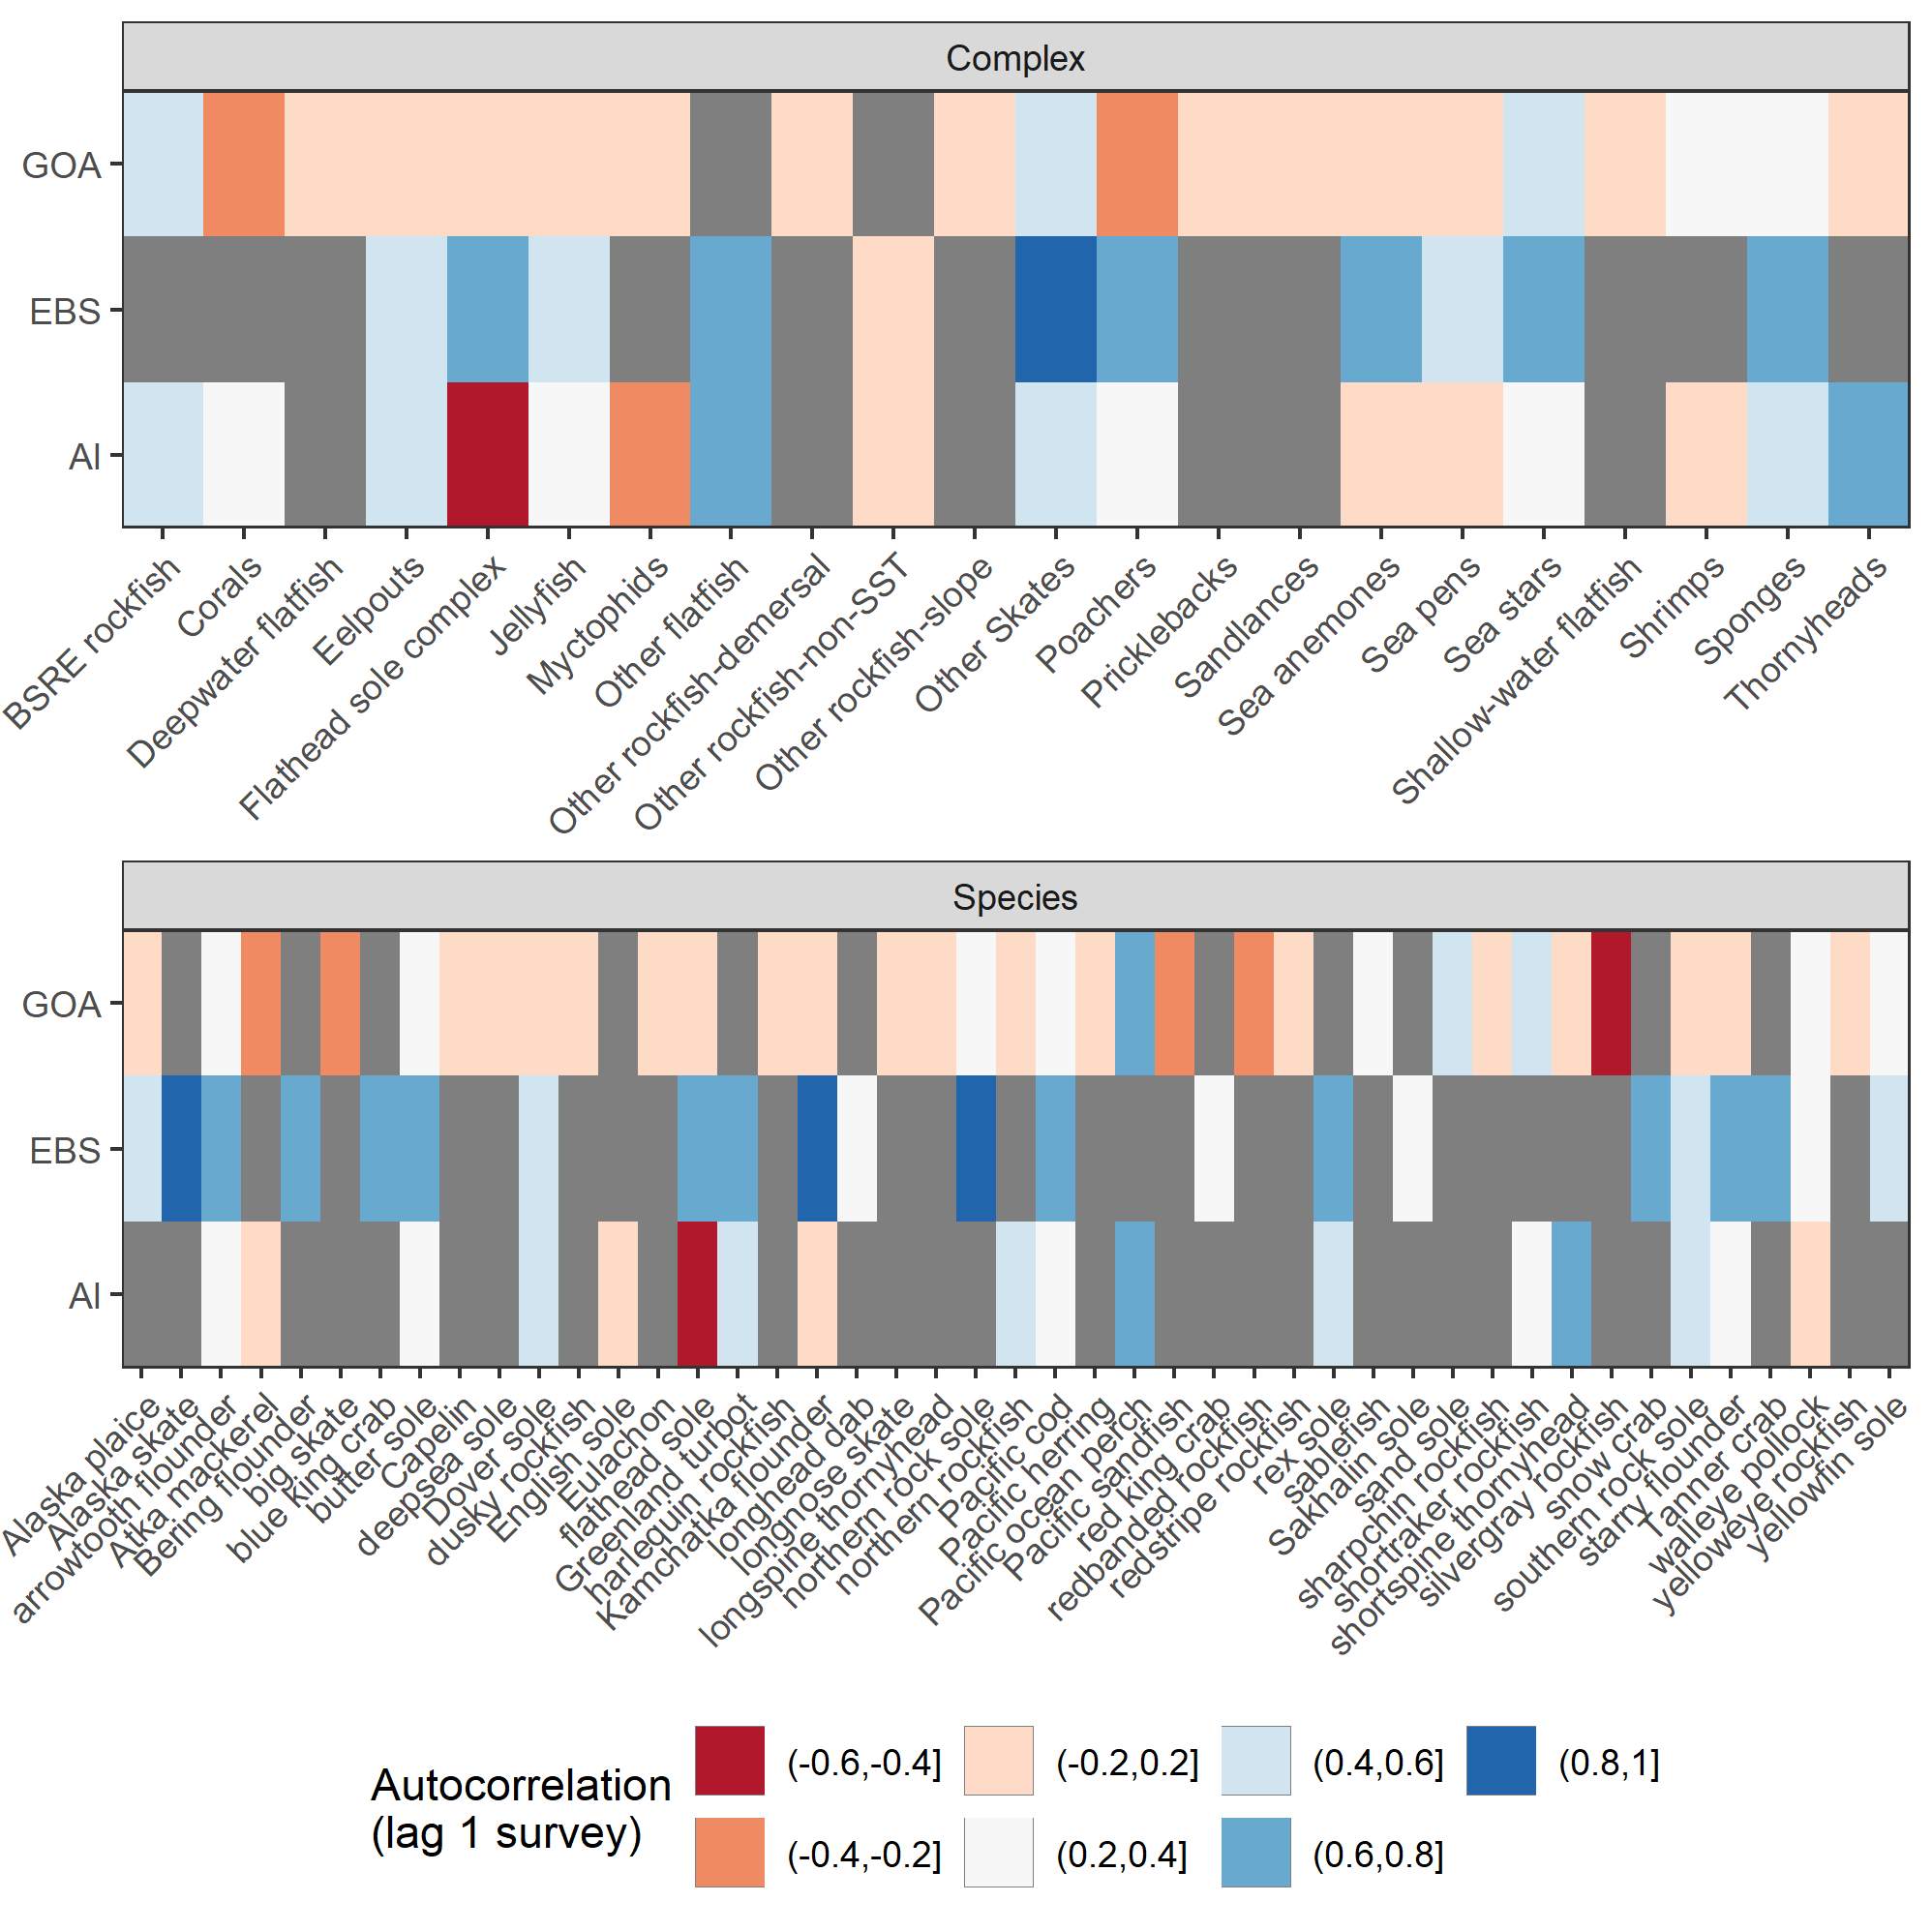 Complex
GOA
EBS
AI
BSRE rockfish
Corals
Deepwater flatfish
Eelpouts
Flathead sole complex
Jellyfish
Myctophids
Other flatfish
Other rockfish-demersal
Other rockfish-non-SST
Other rockfish-slope
Other Skates
Poachers
Pricklebacks
Sandlances
Sea anemones
Sea pens
Sea stars
Shallow-water flatfish
Shrimps
Sponges
Thornyheads
Species
GOA
EBS
AI
Alaska plaice
Alaska skate
arrowtooth flounder
Atka mackerel
Bering flounder
big skate
blue king crab
butter sole
Capelin
deepsea sole
Dover sole
dusky rockfish
English sole
Eulachon
flathead sole
Greenland turbot
harlequin rockfish
Kamchatka flounder
longhead dab
longnose skate
longspine thornyhead
northern rock sole
northern rockfish
Pacific cod
Pacific herring
Pacific ocean perch
Pacific sandfish
red king crab
redbanded rockfish
redstripe rockfish
rex sole
sablefish
Sakhalin sole
sand sole
sharpchin rockfish
shortraker rockfish
shortspine thornyhead
silvergray rockfish
snow crab
southern rock sole
starry flounder
Tanner crab
walleye pollock
yelloweye rockfish
yellowfin sole
Autocorrelation
(lag 1 survey)
(-0.6,-0.4]
(-0.2,0.2]
(0.4,0.6]
(0.8,1]
(-0.4,-0.2]
(0.2,0.4]
(0.6,0.8]